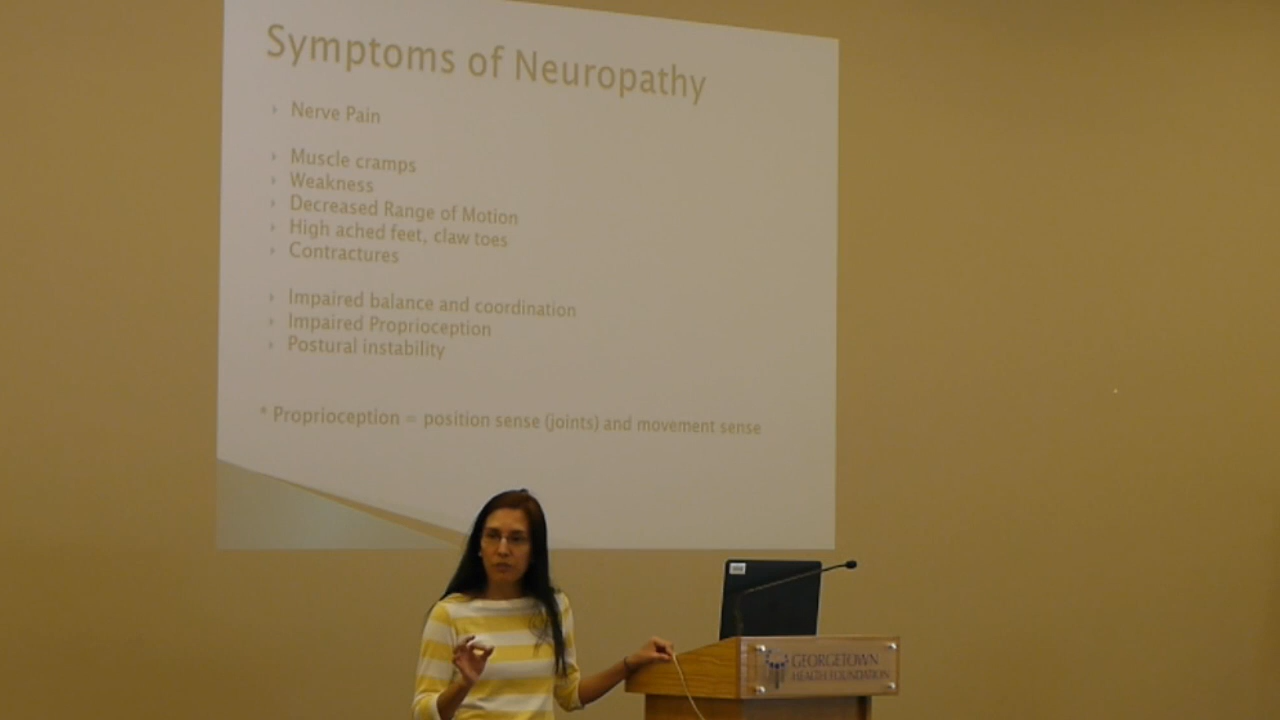 Symptoms of Neuropathy
Nerve Pain
Muscle cramps
Weakness
Decreased Range of Motion
High ached feet, claw toes
Contractures
Impaired balance and coordination
Impaired Proprioception
Postural instability
* Proprioception = position sense (joints) and movement sense
GEORGETOWN
HEALTH FOUNDATION